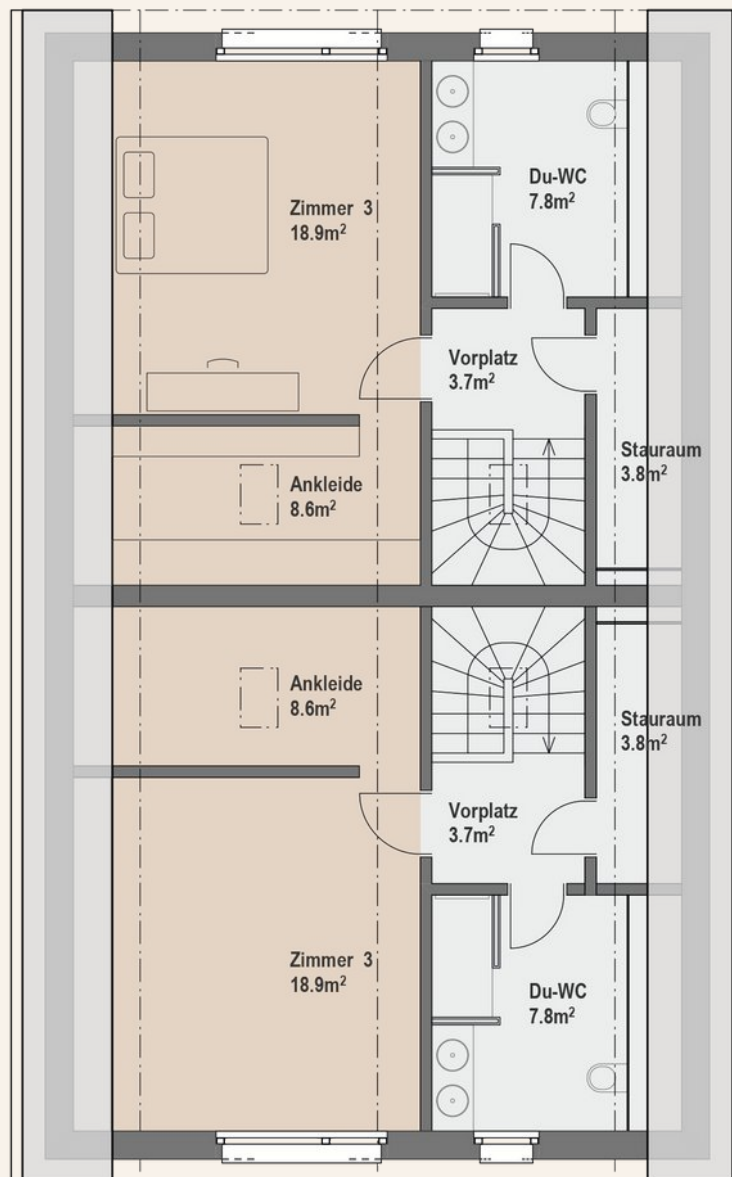 Du-WC
7.8m²
Zimmer 3
18.9m²
Vorplatz
3.7m²
Stauraum
3.8m²
Ankleide
8.6m²
Ankleide
8.6m²
Stauraum
3.8m²
Vorplatz
3.7m²
Zimmer 3
18.9m²
Du-WC
7.8m²